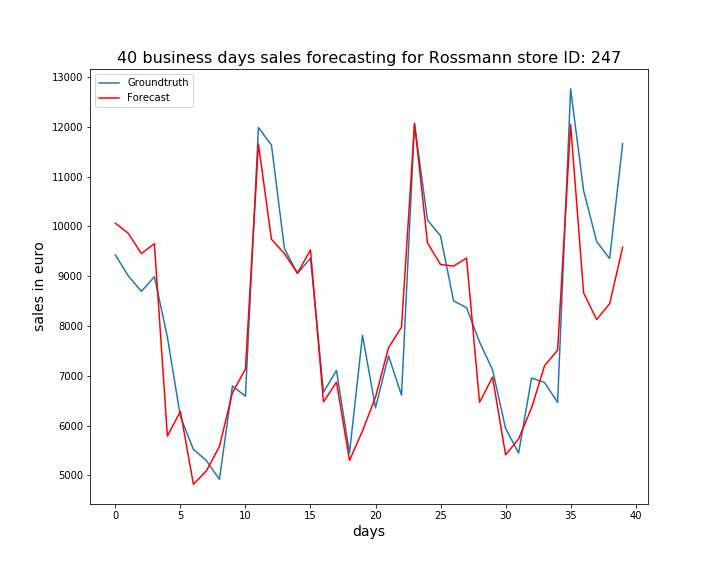 40 business days sales forecasting for Rossmann store ID: 247
Groundtruth
Forecast
sales in euro
13000
12000
11000
10000
9000
8000
7000
6000
5000
0 5 10 15 20 25 30 35 40
days